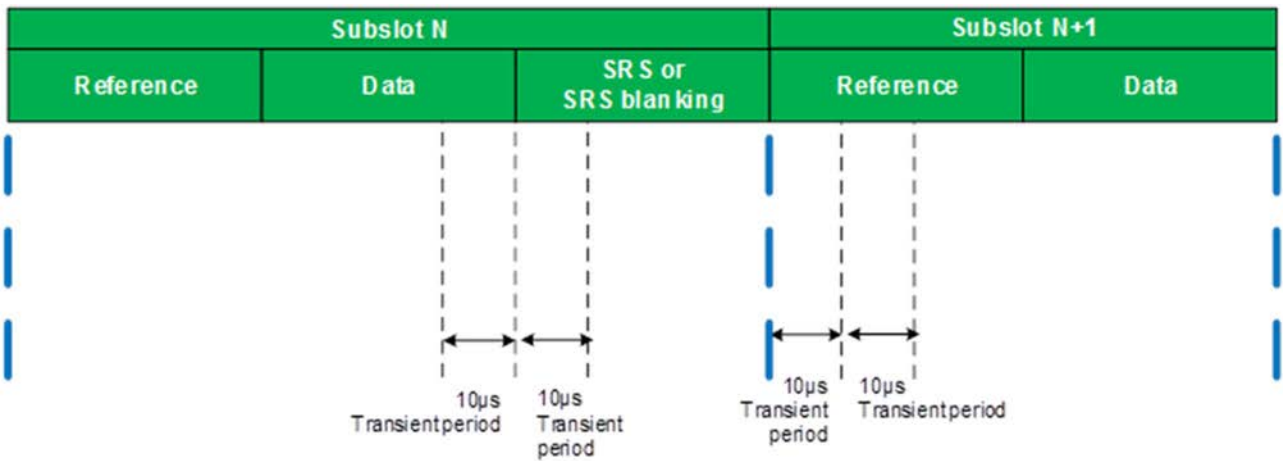 Subslot N
Subslot N+1
Reference
Data
SRS or
SRS blanking
Reference
Data
10µs
Transient period
10µs
Transient
period
10µs
Transient
period
10µs
Transient period